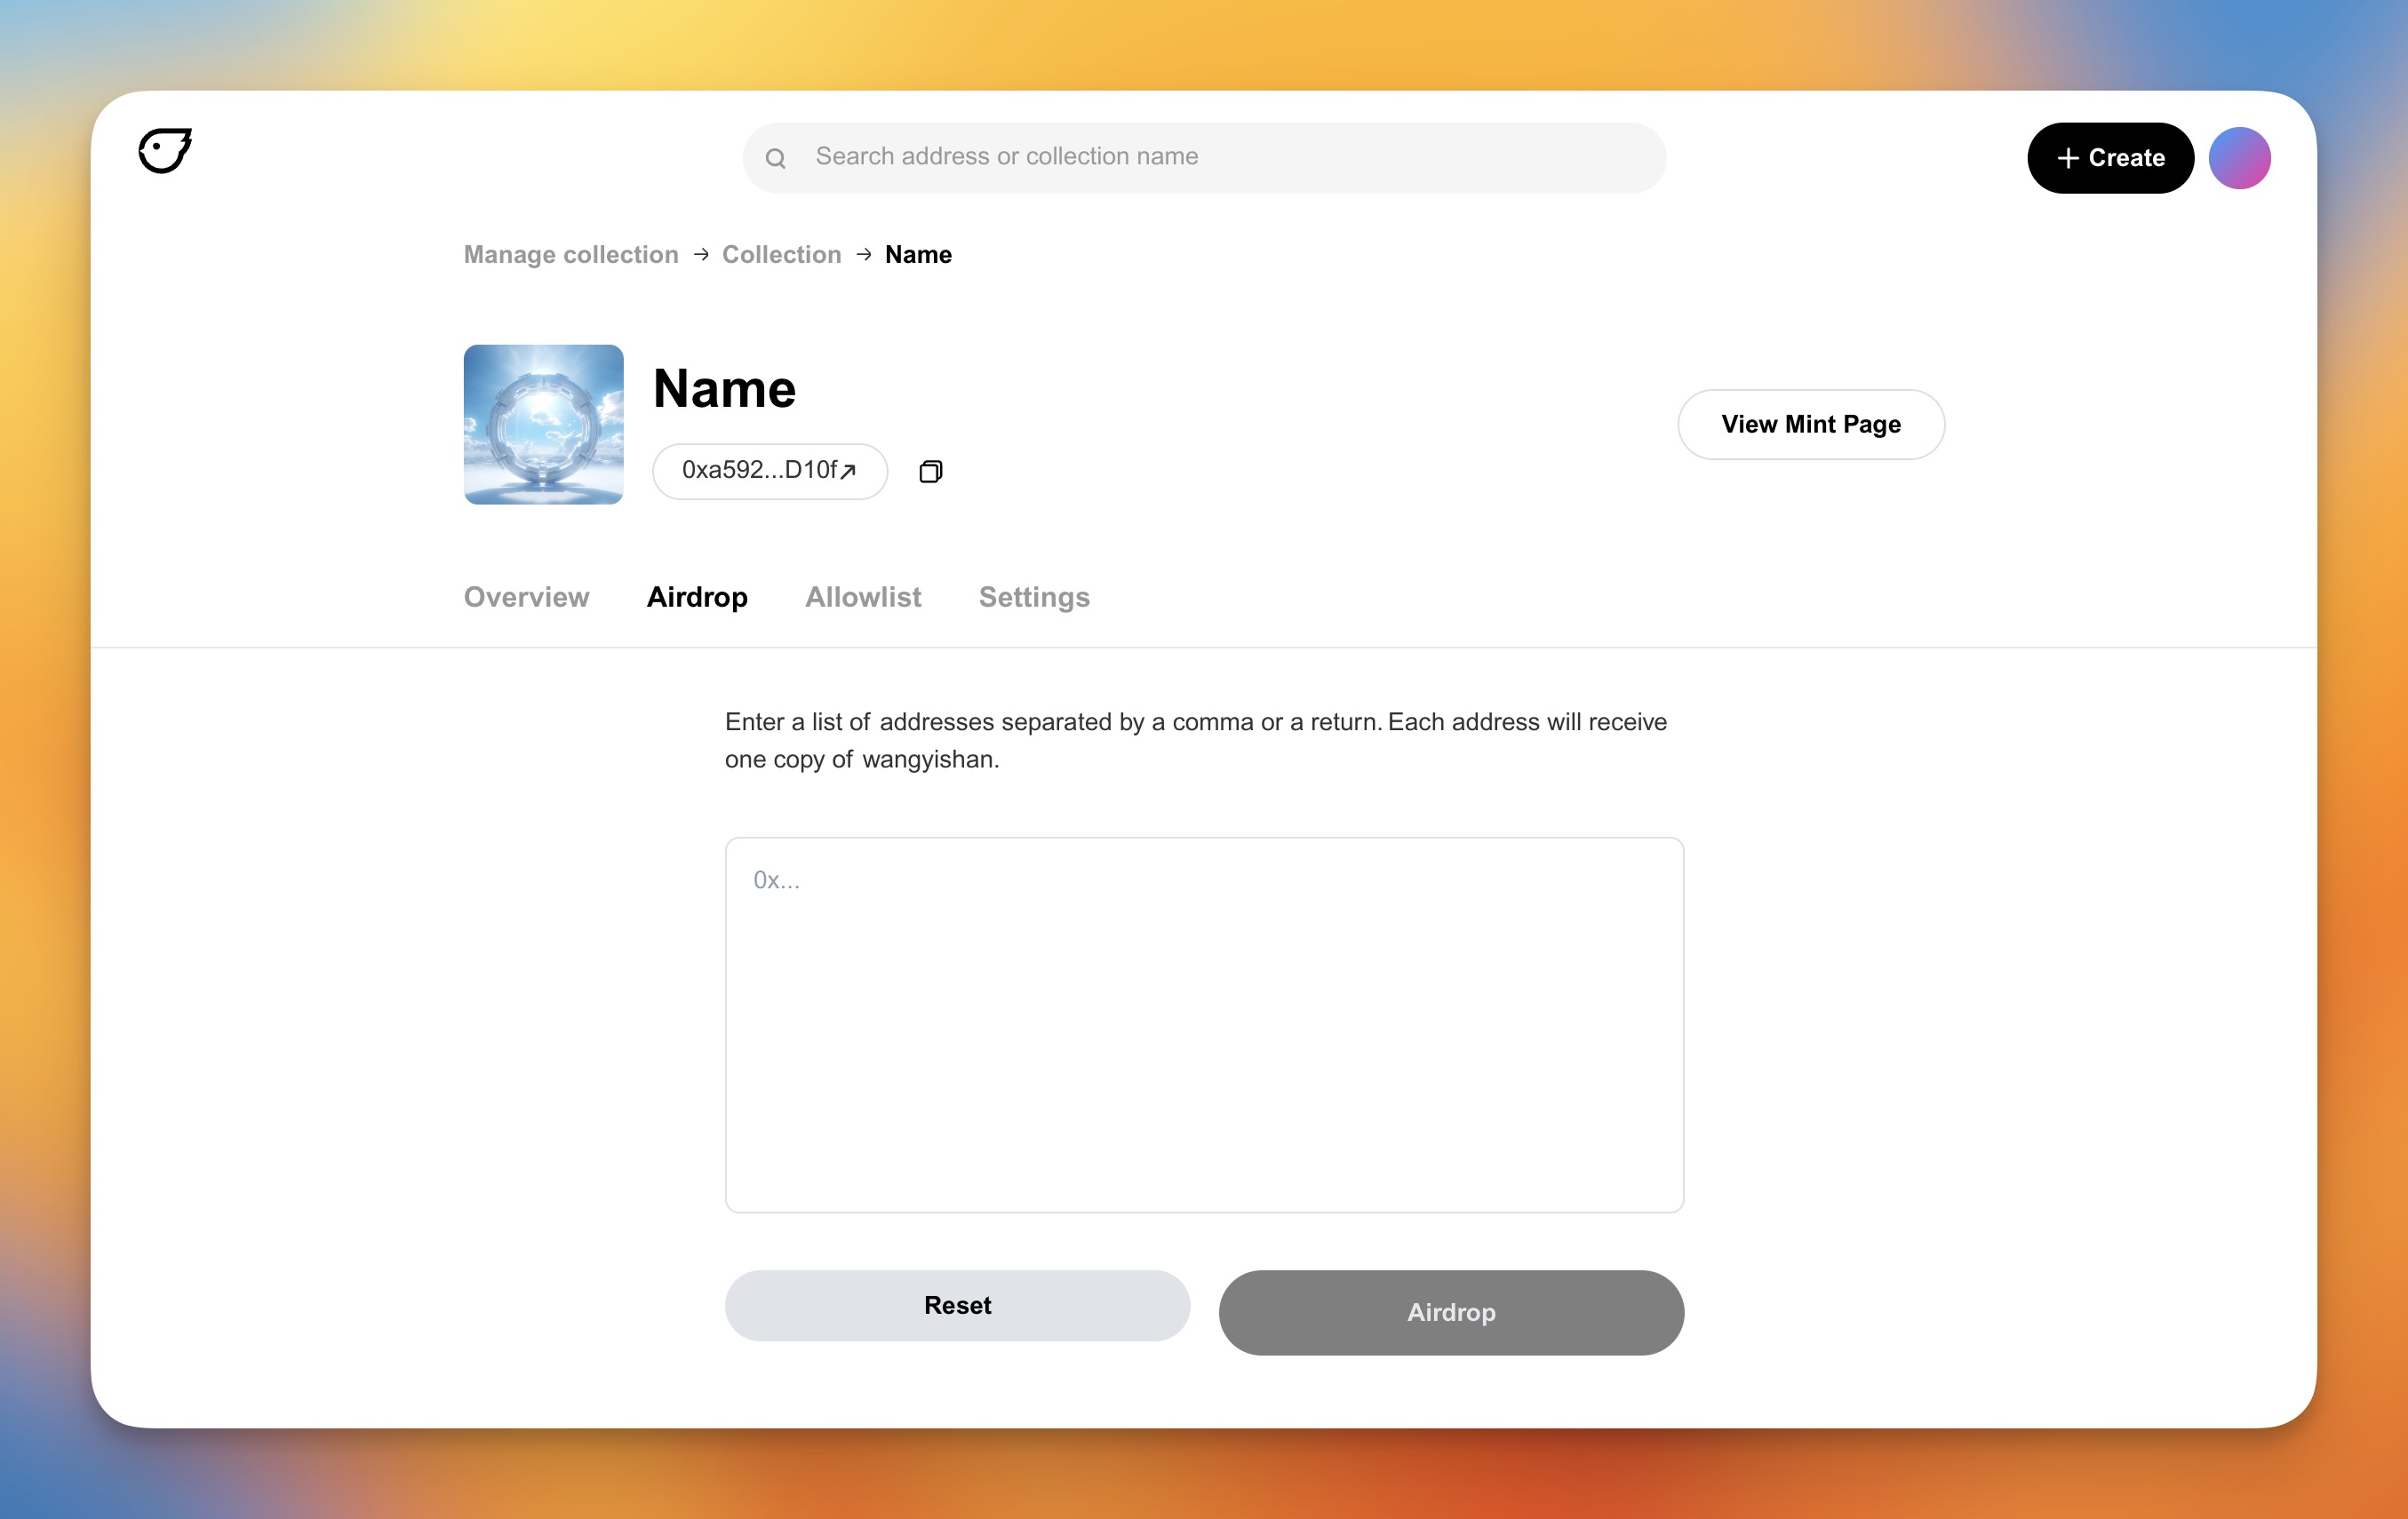 Search address or collection name
+ Create
Manage collection → Collection → Name
Name
View Mint Page
0xa592...D10f↗
Overview Airdrop Allowlist Settings
Enter a list of addresses separated by a comma or a return. Each address will receive
one copy of wangyishan.
0x...
Reset Airdrop